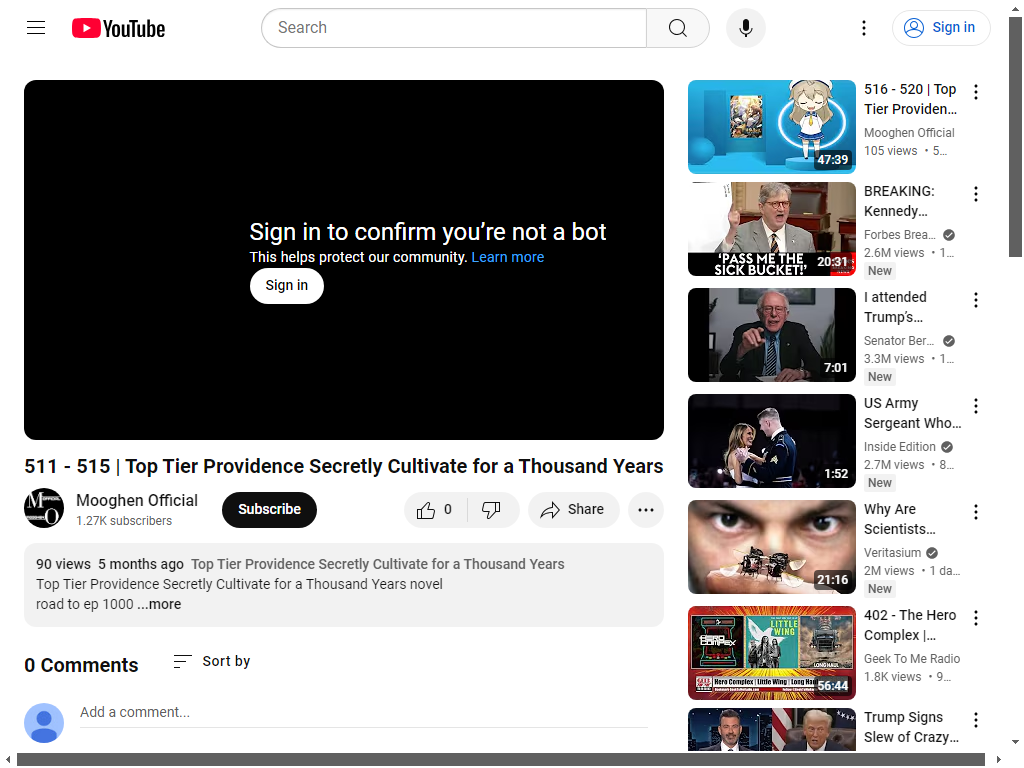 YouTube
Search
Sign in
Sign in to confirm you’re not a bot
This helps protect our community. Learn more
Sign in
511 - 515 | Top Tier Providence Secretly Cultivate for a Thousand Years
Mooghen Official
1.27K subscribers
Subscribe
0
Share
90 views 5 months ago Top Tier Providence Secretly Cultivate for a Thousand Years
Top Tier Providence Secretly Cultivate for a Thousand Years novel
road to ep 1000 ...more
0 Comments
Sort by
Add a comment...
47:39
516 - 520 | Top
Tier Providen...
Mooghen Official
105 views • 5...
‘PASS ME THE
SICK BUCKET!’
20:31
BREAKING:
Kennedy...
Forbes Brea...
2.6M views • 1...
New
7:01
I attended
Trump’s...
Senator Ber...
3.3M views • 1...
New
1:52
US Army
Sergeant Who...
Inside Edition
2.7M views • 8...
New
21:16
Why Are
Scientists...
Veritasium
2M views • 1 da...
New
HERO
COMPLEX
LITTLE
WING
LONG HAUL
Hero Complex | Little Wing | Long Hau
56:44
402 - The Hero
Complex |...
Geek To Me Radio
1.8K views • 9...
Trump Signs
Slew of Crazy...